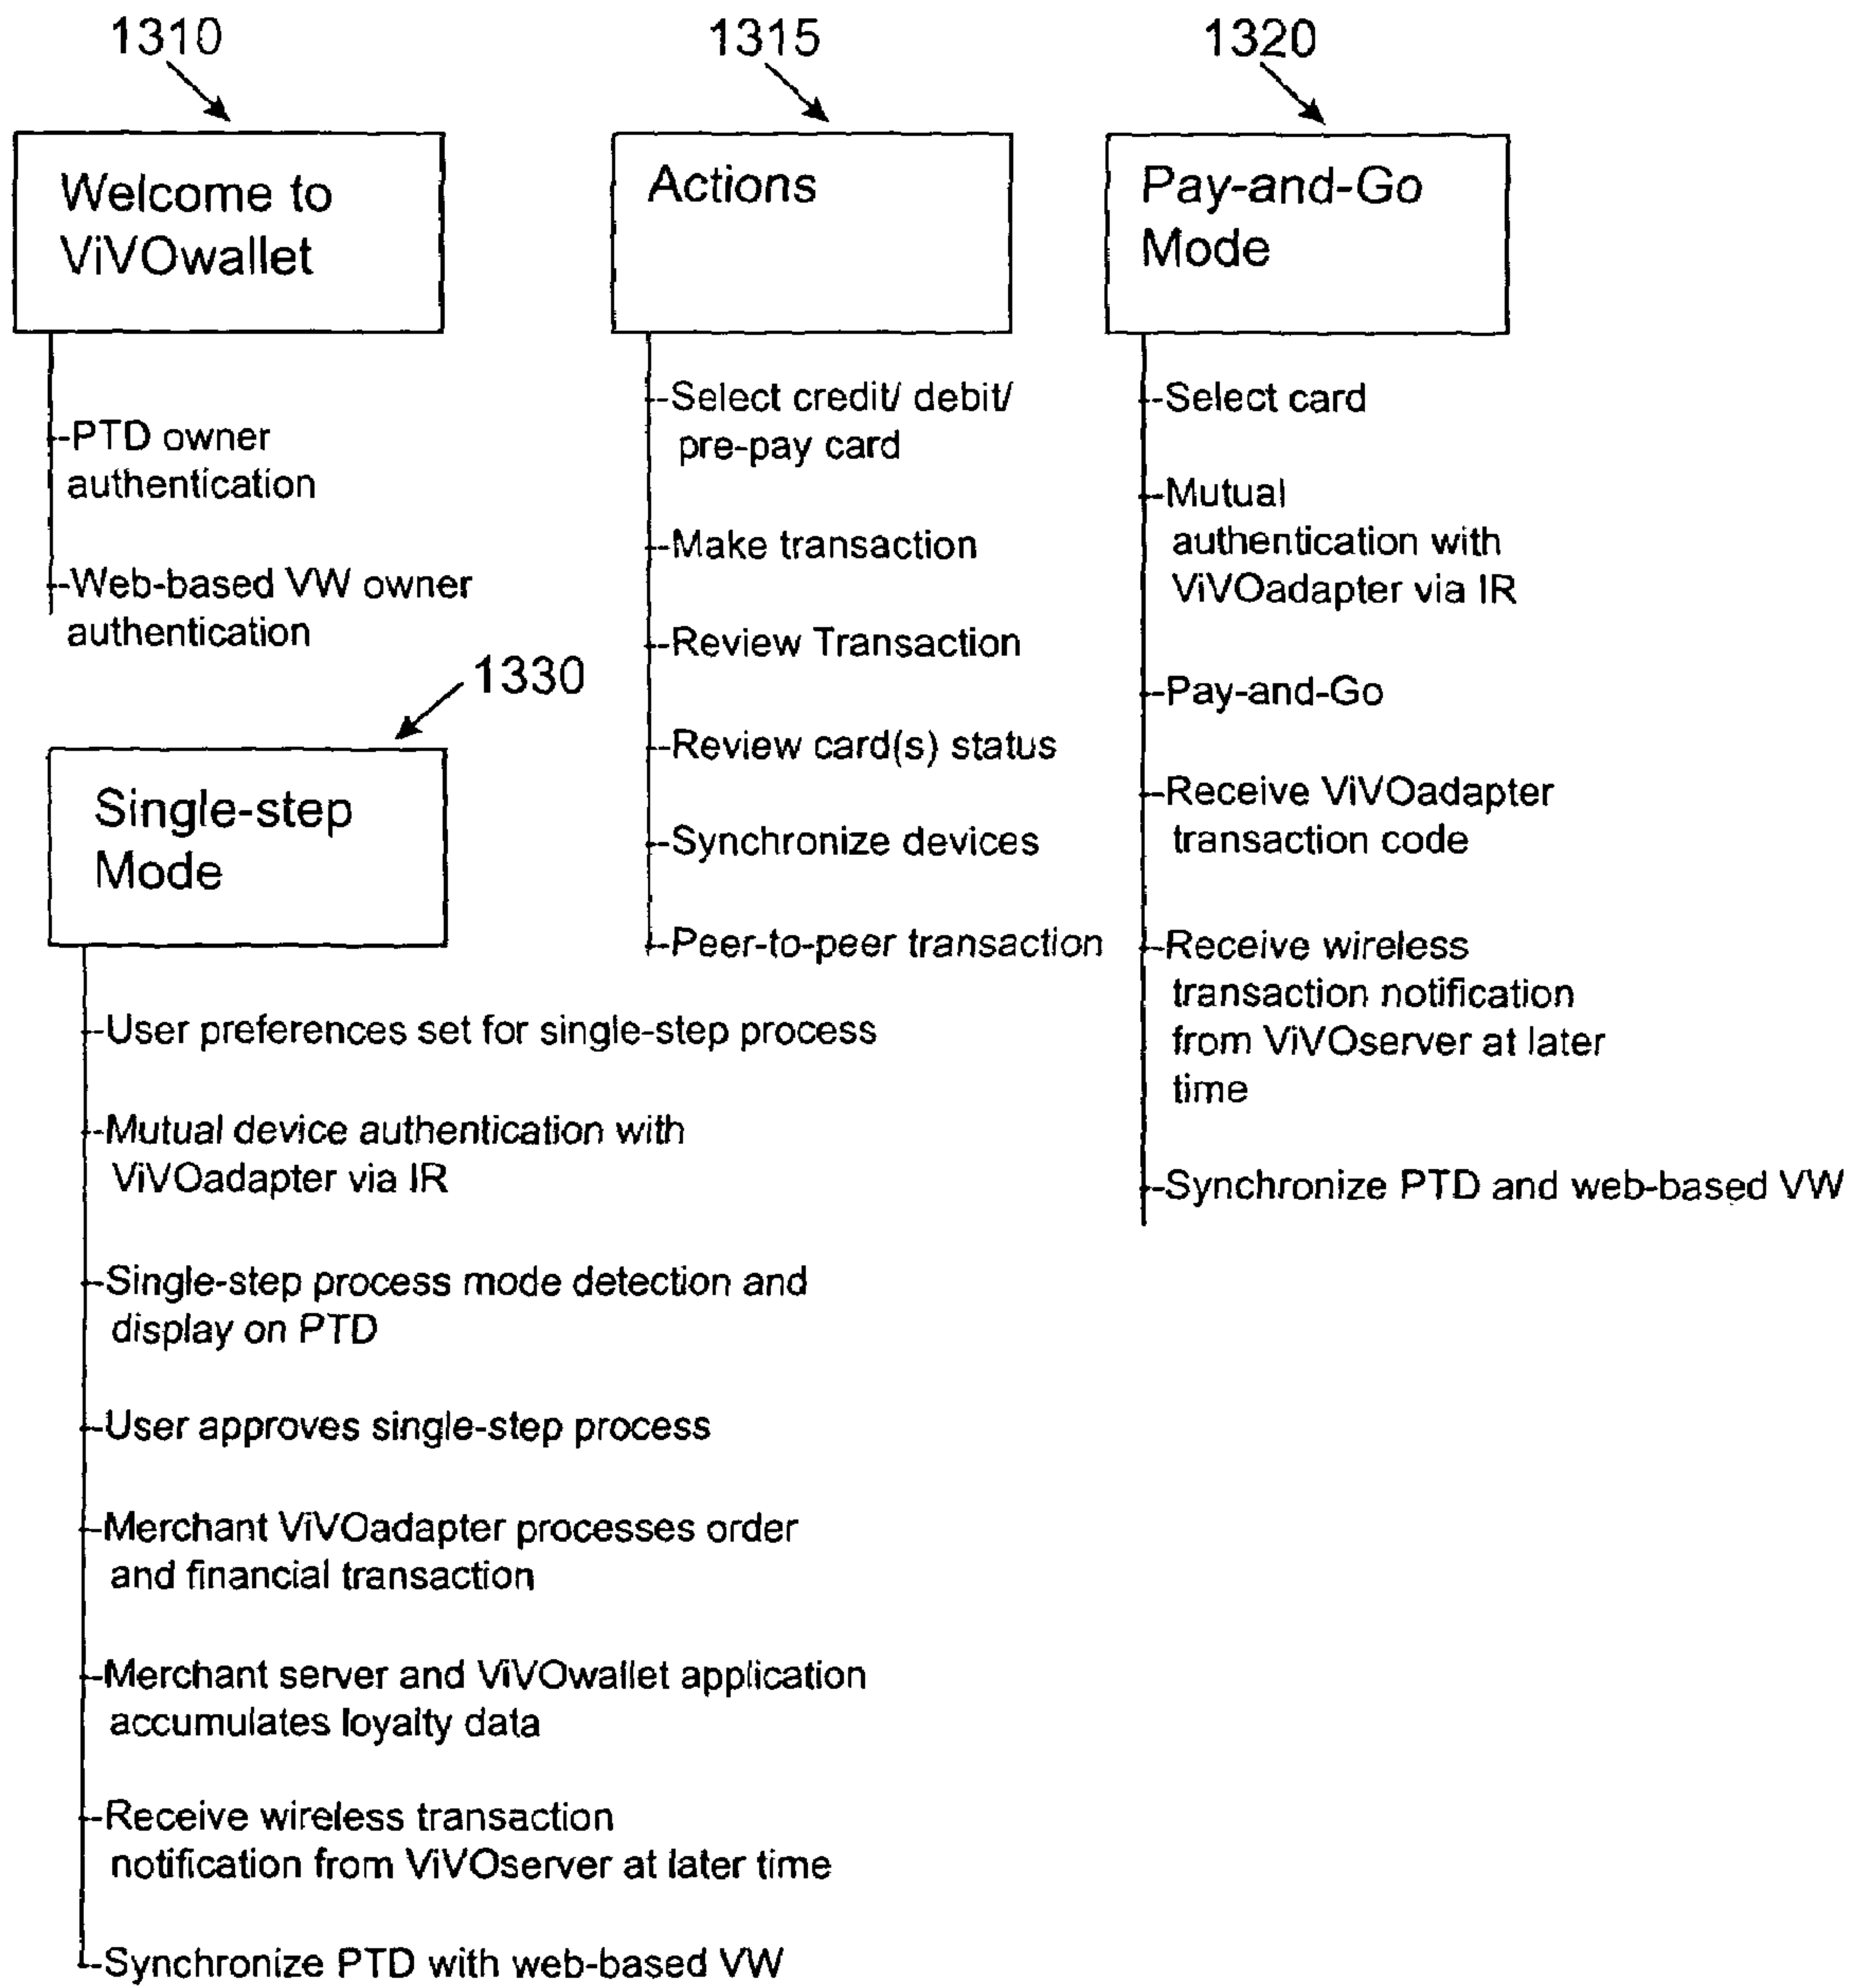 1310
Welcome to
ViVOwallet
PTD owner
authentication
Web-based VW owner
authentication
1315
Actions
Select credit/ debit/
pre-pay card
Make transaction
Review Transaction
Review card(s) status
Synchronize devices
Peer-to-peer transaction
1320
Pay-and-Go
Mode
Select card
Mutual
authentication with
ViVOadapter via IR
Pay-and-Go
Receive ViVOadapter
transaction code
Receive wireless
transaction notification
from ViVOserver at later
time
Synchronize PTD and web-based VW
1330
Single-step
Mode
User preferences set for single-step process
Mutual device authentication with
ViVOadapter via IR
Single-step process mode detection and
display on PTD
User approves single-step process
Merchant ViVOadapter processes order
and financial transaction
Merchant server and ViVOwallet application
accumulates loyalty data
Receive wireless transaction
notification from ViVOserver at later time
Synchronize PTD with web-based VW